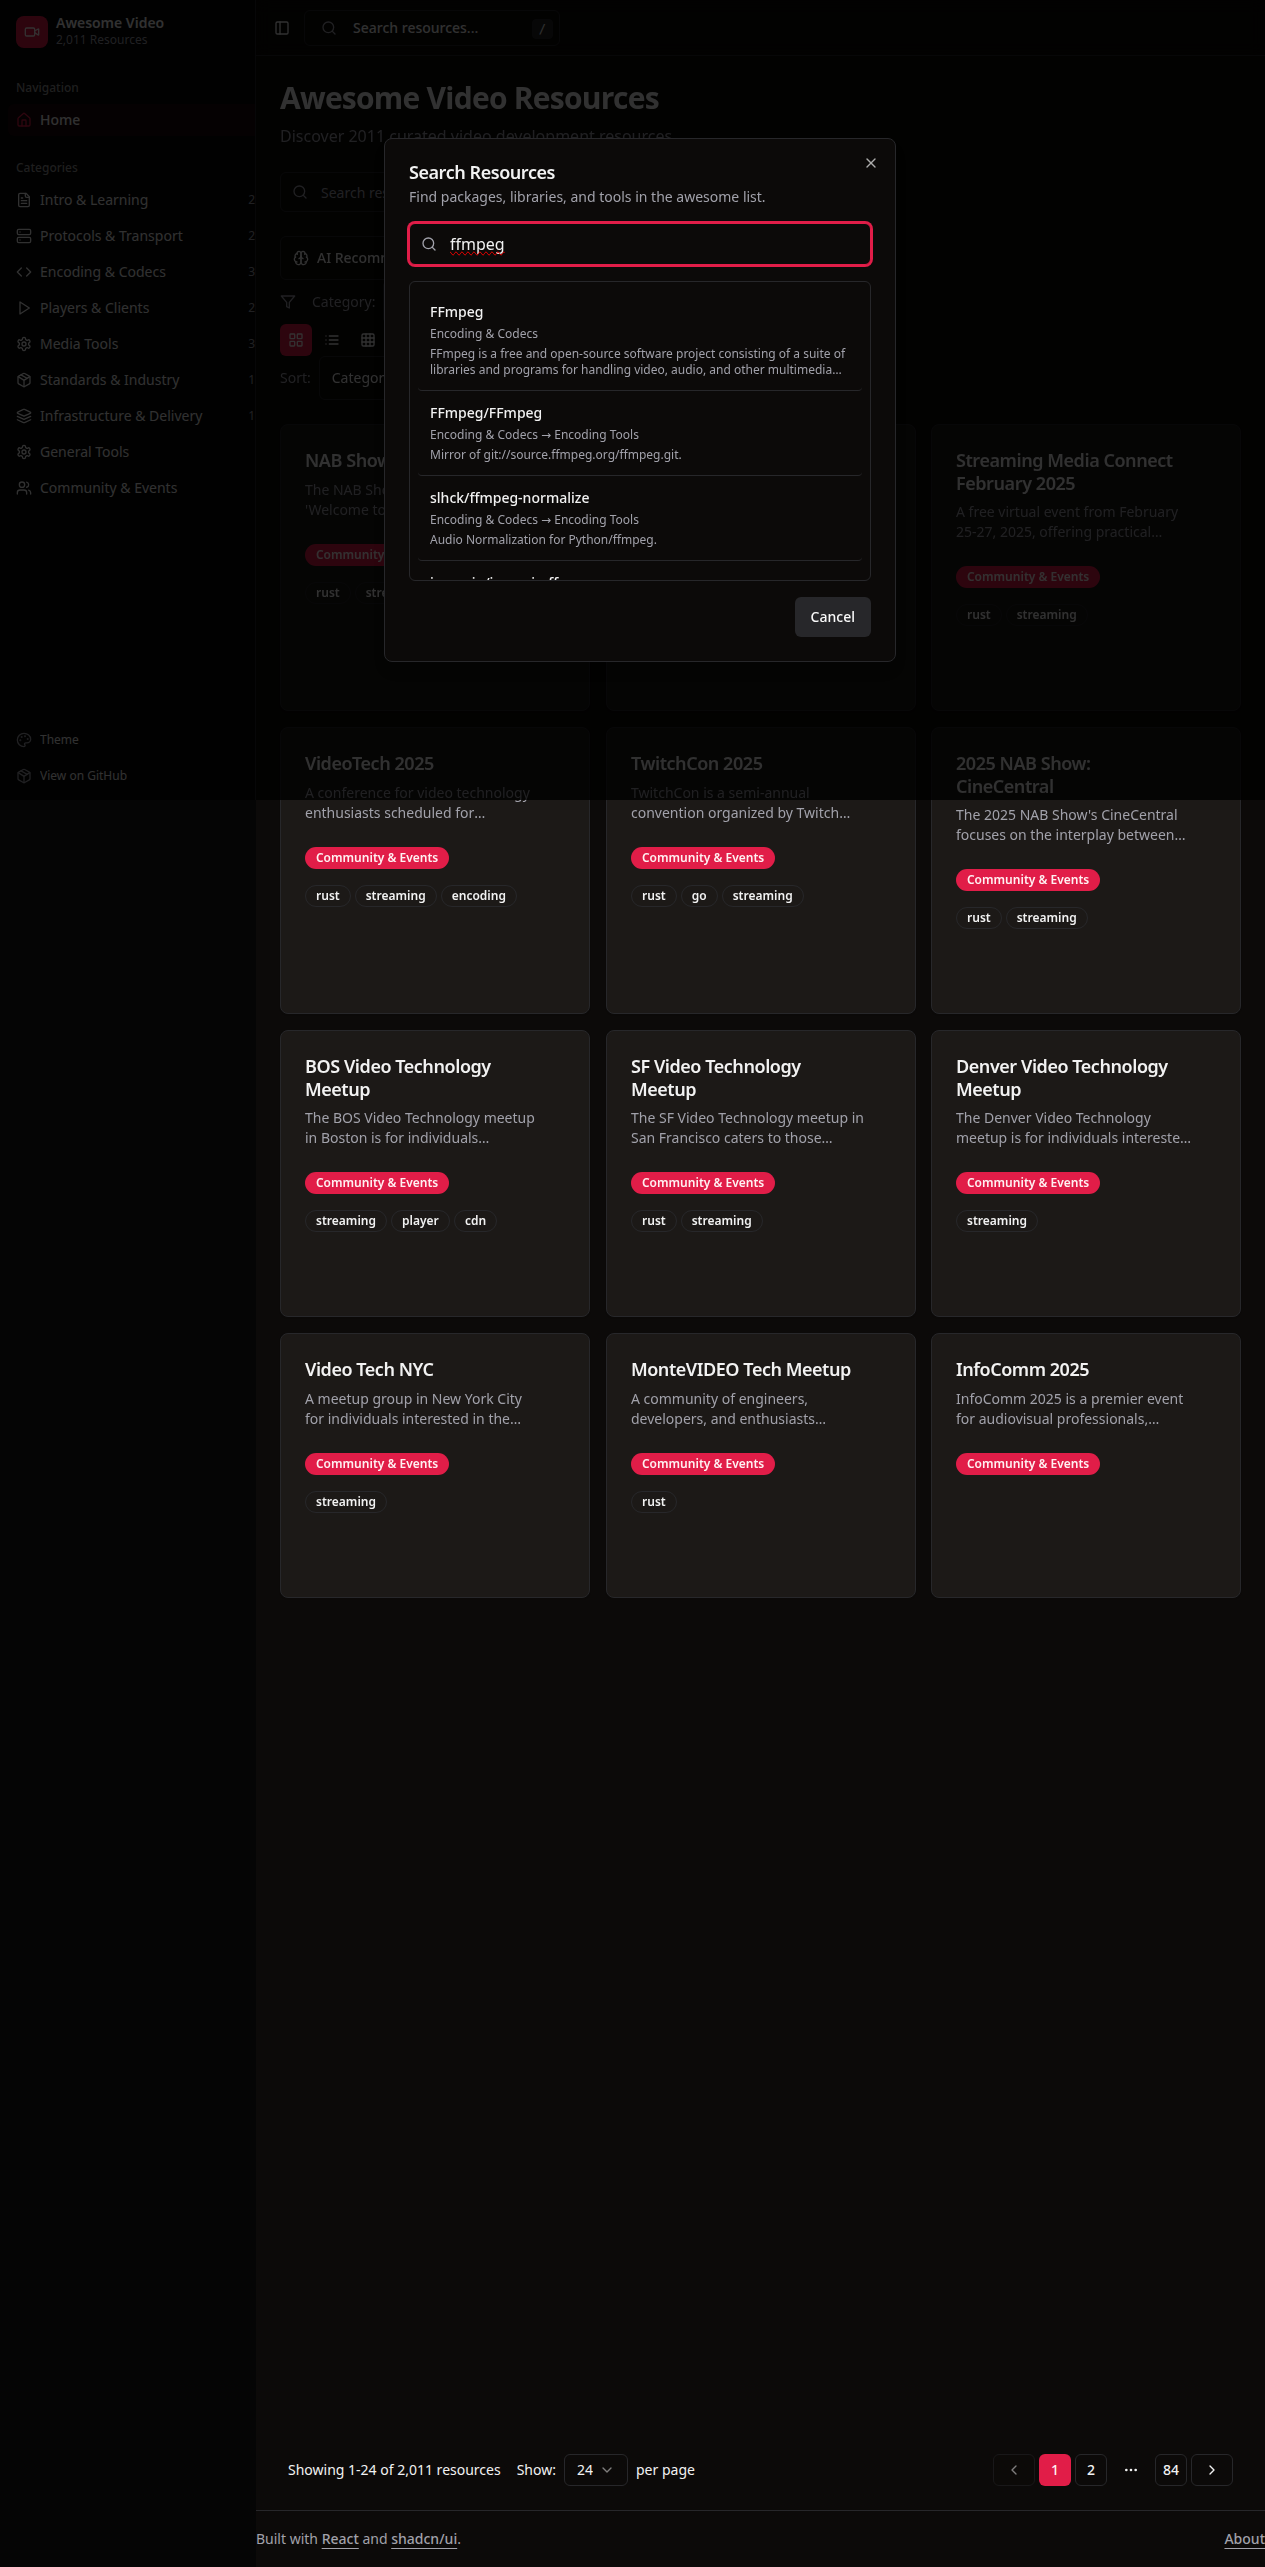 Awesome Video
2,011 Resources
Search resources...
/
Navigation
Home
Categories
Intro & Learning
2
Protocols & Transport
2
Encoding & Codecs
3
Players & Clients
2
Media Tools
3
Standards & Industry
1
Infrastructure & Delivery
1
General Tools
Community & Events
Theme
View on GitHub
Awesome Video Resources
Discover 2011 curated video development resources
Search res
AI Recom
Category:
Sort:
Categor
Search Resources
Find packages, libraries, and tools in the awesome list.
ffmpeg
FFmpeg
Encoding & Codecs
FFmpeg is a free and open-source software project consisting of a suite of
libraries and programs for handling video, audio, and other multimedia...
FFmpeg/FFmpeg
Encoding & Codecs → Encoding Tools
Mirror of git://source.ffmpeg.org/ffmpeg.git.
slhck/ffmpeg-normalize
Encoding & Codecs → Encoding Tools
Audio Normalization for Python/ffmpeg.
Cancel
NAB Show
The NAB Sh
'Welcome to
Community
rust
stre
Streaming Media Connect
February 2025
A free virtual event from February
25-27, 2025, offering practical...
Community & Events
rust
streaming
VideoTech 2025
A conference for video technology
enthusiasts scheduled for...
Community & Events
rust
streaming
encoding
TwitchCon 2025
TwitchCon is a semi-annual
convention organized by Twitch...
Community & Events
rust
go
streaming
2025 NAB Show:
CineCentral
The 2025 NAB Show's CineCentral
focuses on the interplay between...
Community & Events
rust
streaming
BOS Video Technology
Meetup
The BOS Video Technology meetup
in Boston is for individuals...
Community & Events
streaming
player
cdn
SF Video Technology
Meetup
The SF Video Technology meetup in
San Francisco caters to those...
Community & Events
rust
streaming
Denver Video Technology
Meetup
The Denver Video Technology
meetup is for individuals intereste...
Community & Events
streaming
Video Tech NYC
A meetup group in New York City
for individuals interested in the...
Community & Events
streaming
MonteVIDEO Tech Meetup
A community of engineers,
developers, and enthusiasts...
Community & Events
rust
InfoComm 2025
InfoComm 2025 is a premier event
for audiovisual professionals,...
Community & Events
Showing 1-24 of 2,011 resources
Show:
24
per page
1
2
...
84
Built with React and shadcn/ui.
About